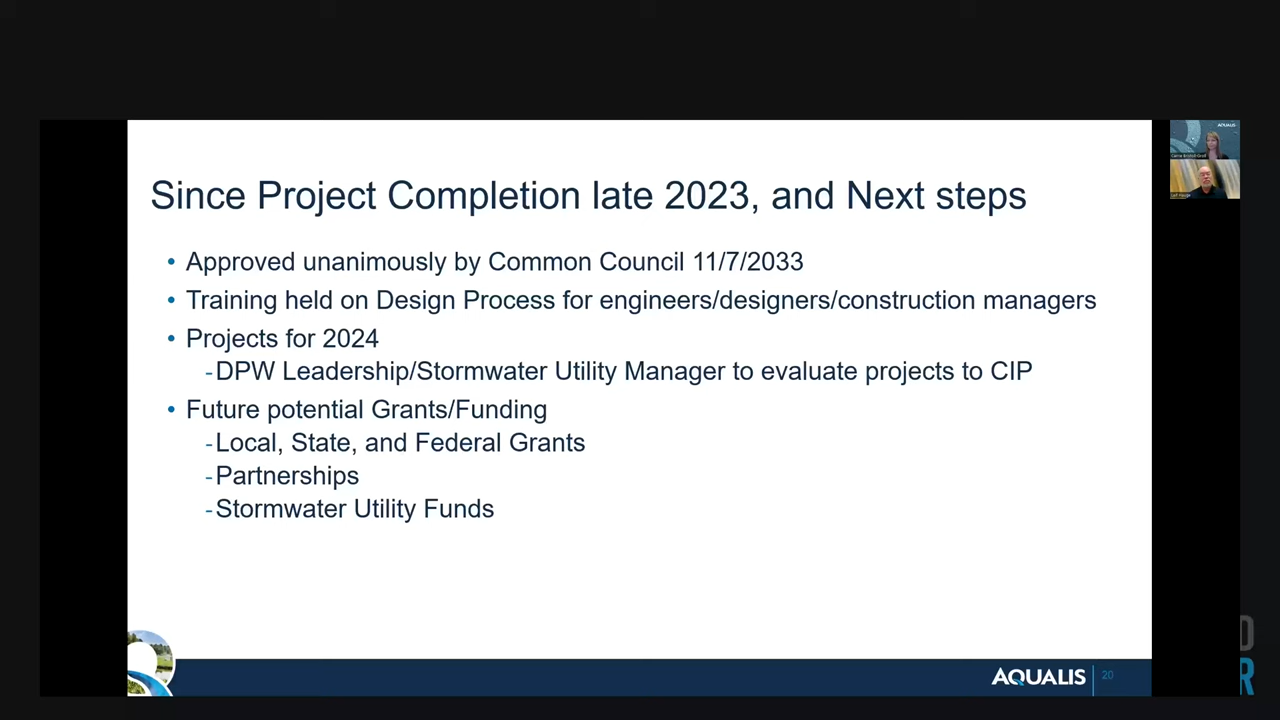 Since Project Completion late 2023, and Next steps
• Approved unanimously by Common Council 11/7/2033
• Training held on Design Process for engineers/designers/construction managers
• Projects for 2024
-DPW Leadership/Stormwater Utility Manager to evaluate projects to CIP
• Future potential Grants/Funding
-Local, State, and Federal Grants
-Partnerships
-Stormwater Utility Funds
AQUALIS
20
AQUALIS